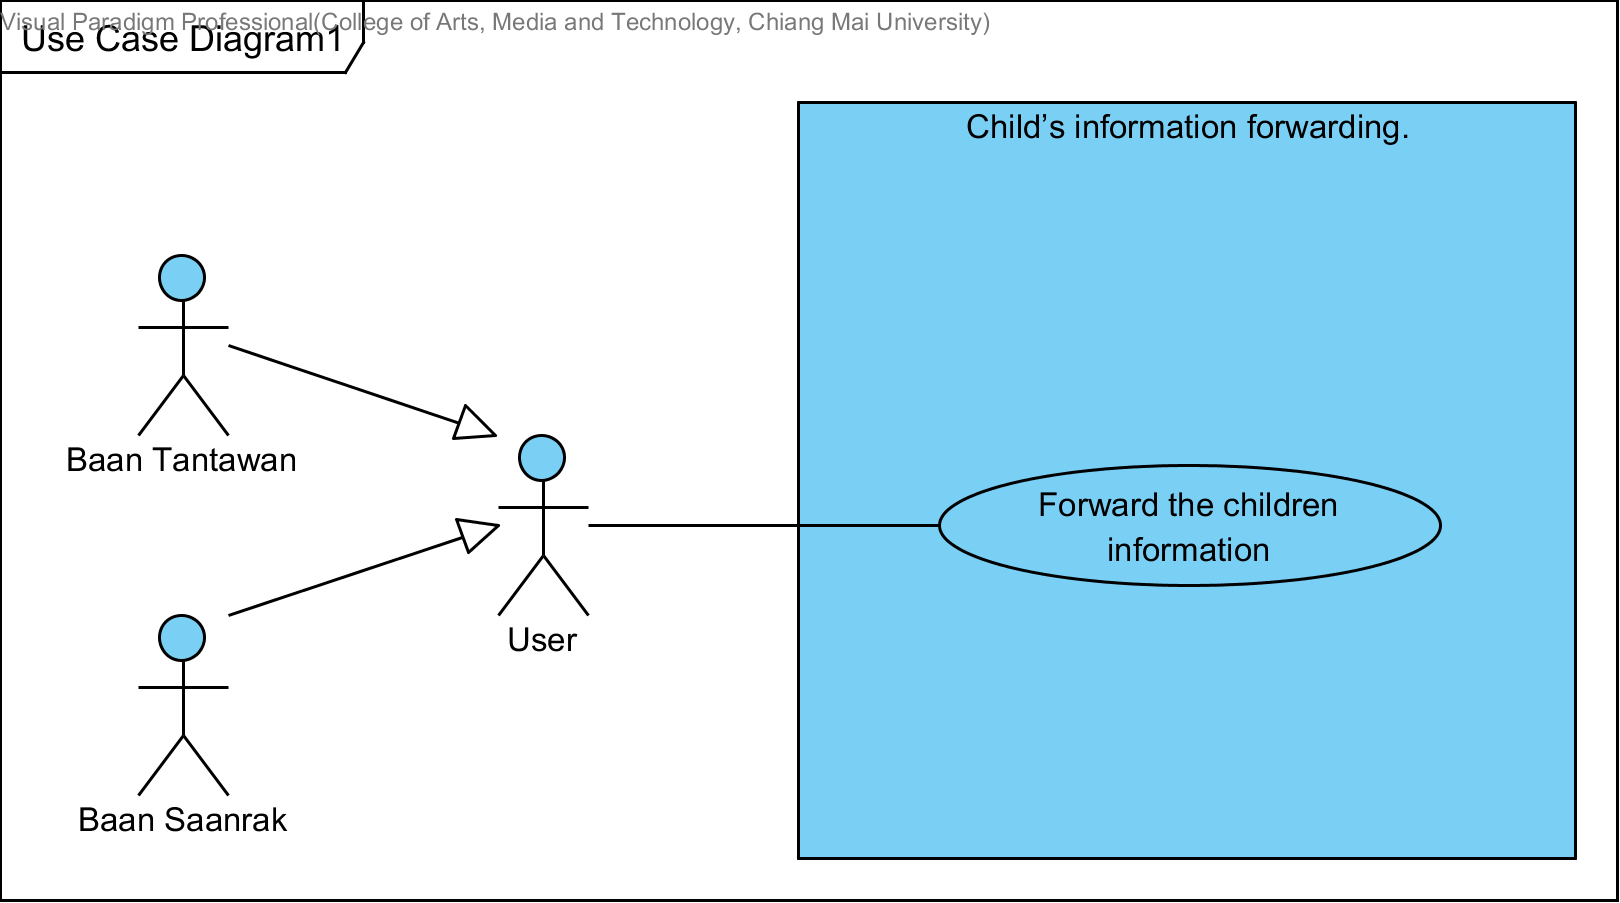 Visual Paradigm Professional(College of Arts, Media and Technology, Chiang Mai University)
Use Case Diagram1
Child’s information forwarding.
Baan Tantawan
Forward the children
information
User
Baan Saanrak